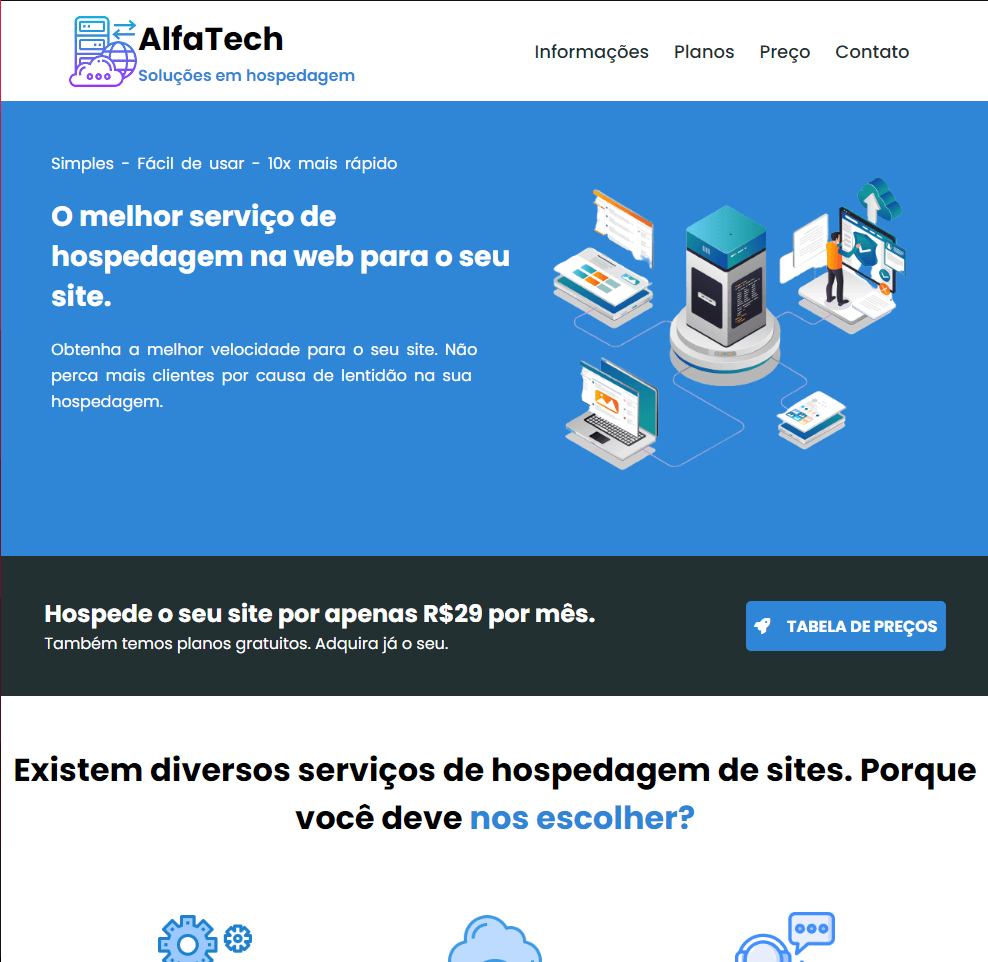 AlfaTech
Soluções em hospedagem
Informações Planos Preço Contato
Simples - Fácil de usar - 10x mais rápido
O melhor serviço de
hospedagem na web para o seu
site.
Obtenha a melhor velocidade para o seu site. Não
perca mais clientes por causa de lentidão na sua
hospedagem.
Hospede o seu site por apenas R$29 por mês.
Também temos planos gratuitos. Adquira já o seu.
TABELA DE PREÇOS
Existem diversos serviços de hospedagem de sites. Porque
você deve nos escolher?